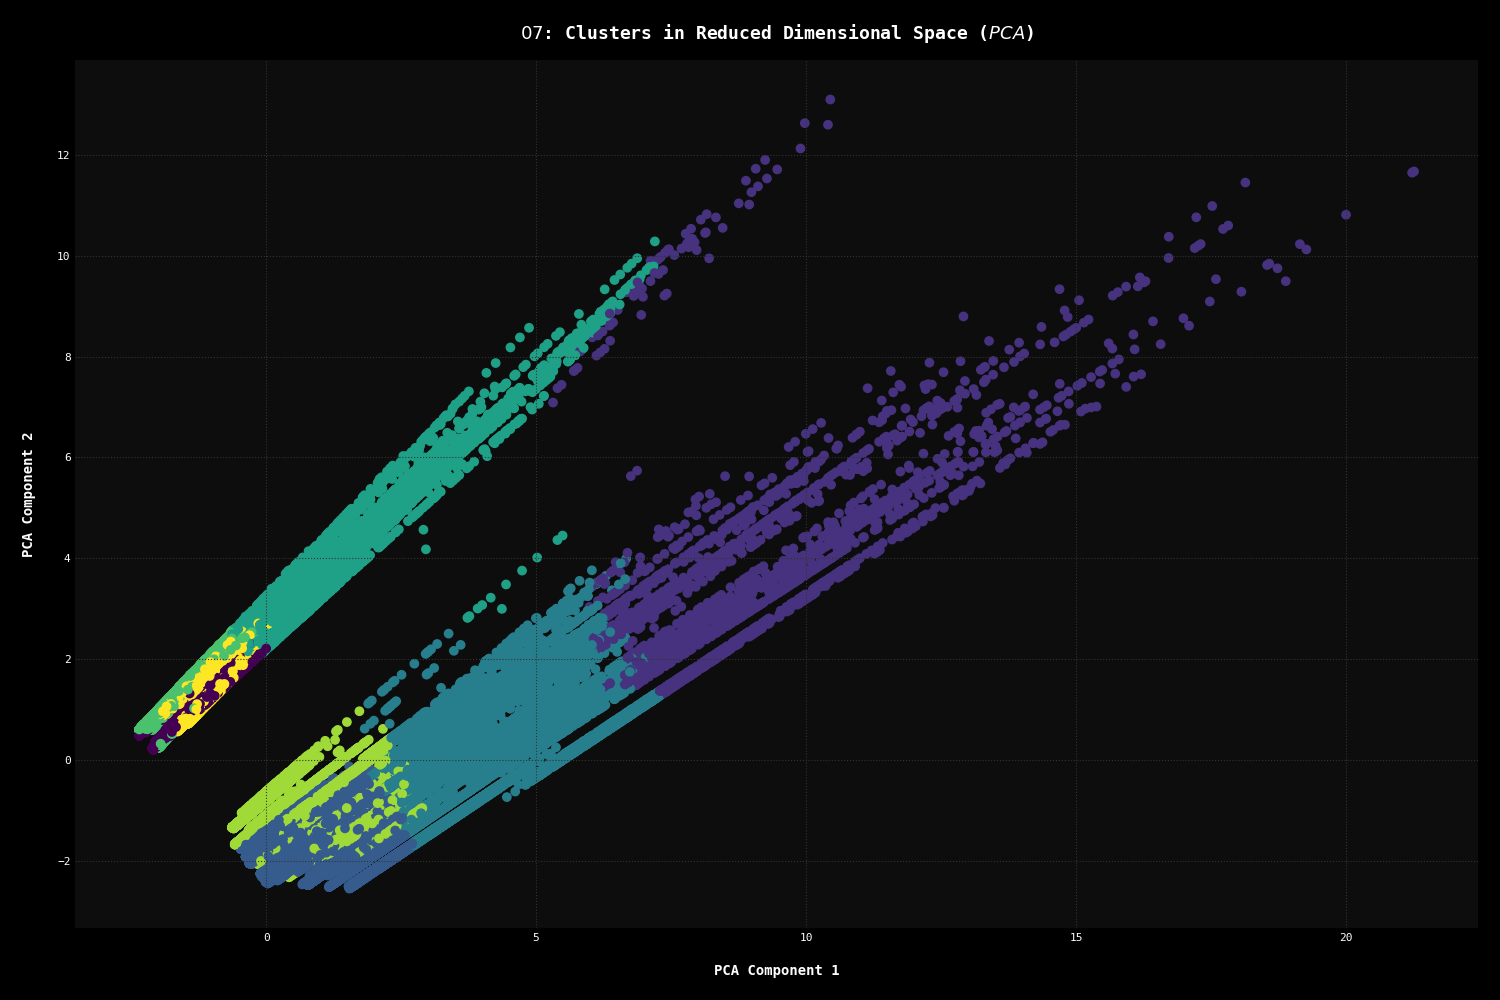 07: Clusters in Reduced Dimensional Space (PCA)
12
10
8
6
4
2
0
−2
PCA Component 2
0 5 10 15 20
PCA Component 1